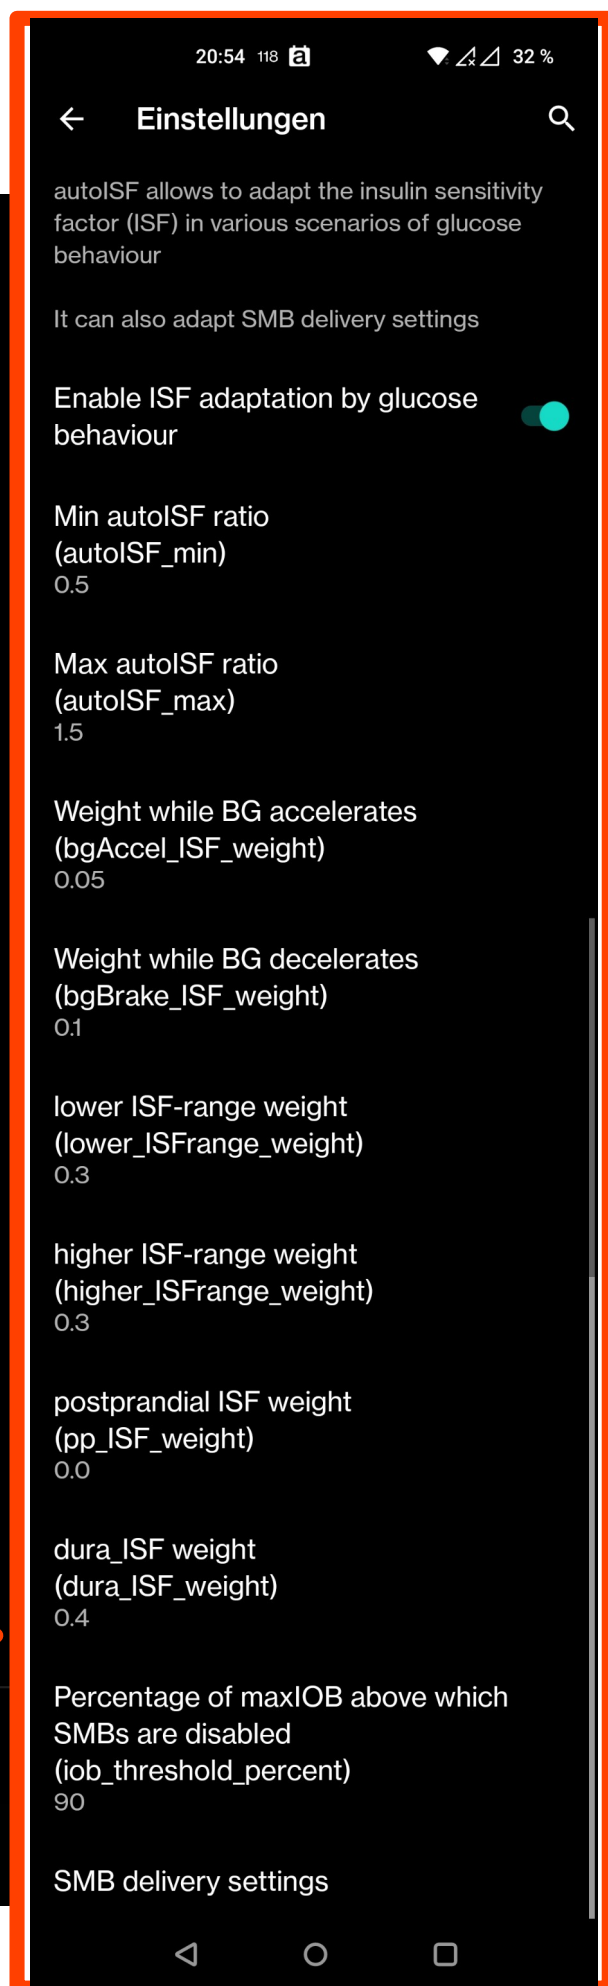 20:54 118 a 32 %
Einstellungen
autoISF allows to adapt the insulin sensitivity
factor (ISF) in various scenarios of glucose
behaviour
It can also adapt SMB delivery settings
Enable ISF adaptation by glucose
behaviour
Min autoISF ratio
(autoISF_min)
0.5
Max autoISF ratio
(autoISF_max)
1.5
Weight while BG accelerates
(bgAccel_ISF_weight)
0.05
Weight while BG decelerates
(bgBrake_ISF_weight)
0.1
lower ISF-range weight
(lower_ISFrange_weight)
0.3
higher ISF-range weight
(higher_ISFrange_weight)
0.3
postprandial ISF weight
(pp_ISF_weight)
0.0
dura_ISF weight
(dura_ISF_weight)
0.4
Percentage of maxIOB above which
SMBs are disabled
(iob_threshold_percent)
90
SMB delivery settings